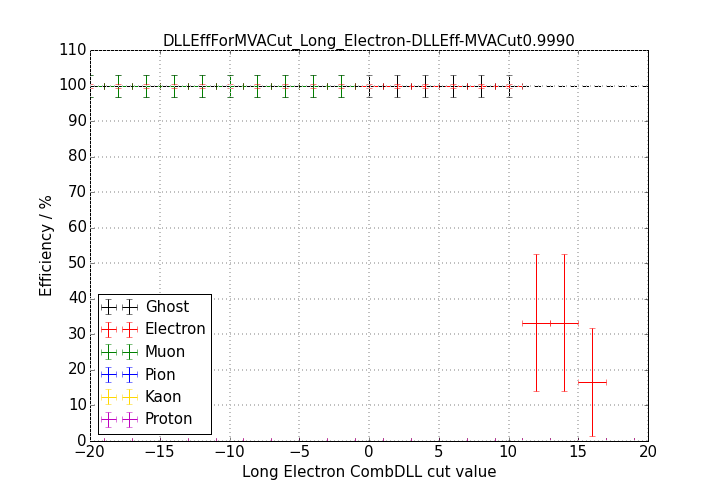 DLLEffForMVACut_Long_Electron-DLLEff-MVACut0.9990
110
100
90
80
70
60
50
40
30
20
10
0
Efficiency / %
Ghost
Electron
Muon
Pion
Kaon
Proton
−20 −15 −10 −5 0 5 10 15 20
Long Electron CombDLL cut value